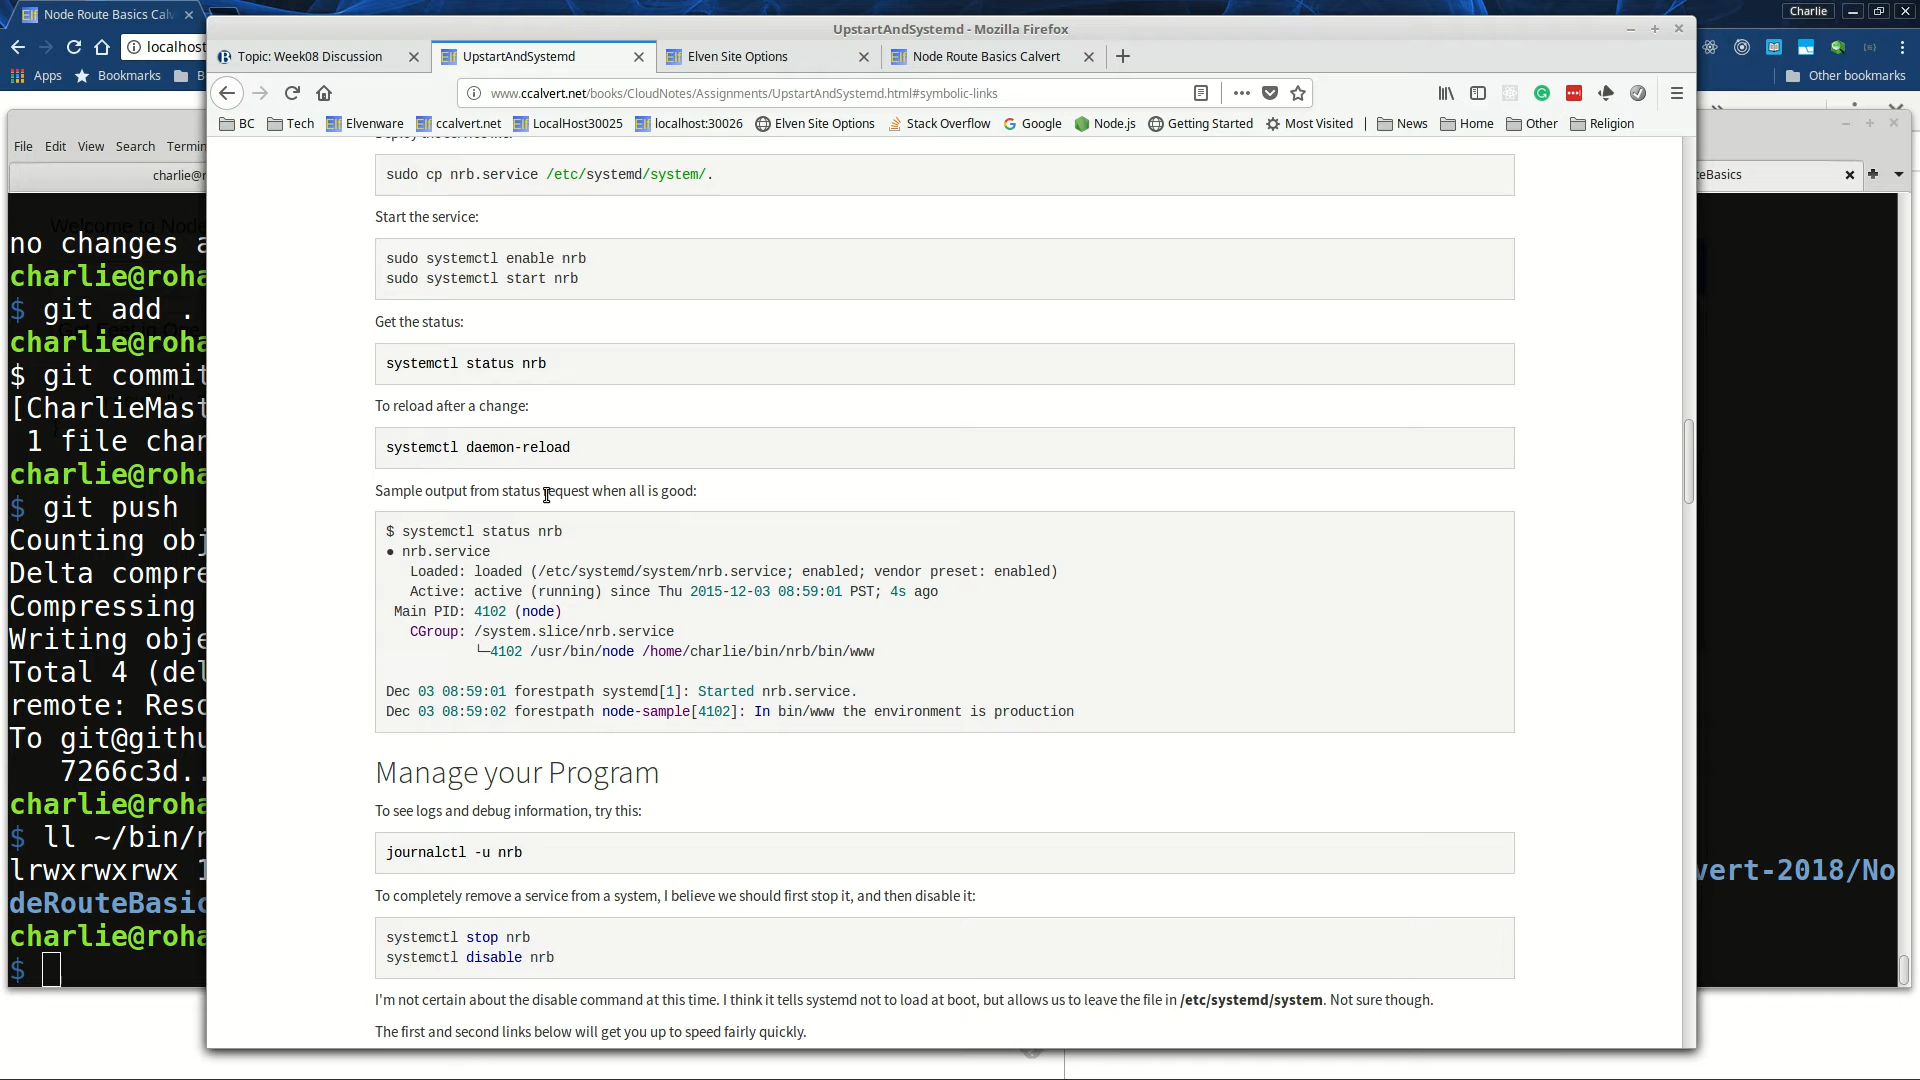 Node Route Basics Calv
Charlie
localhos
Apps
Bookmarks
B
Other bookmarks
UpstartAndSystemd - Mozilla Firefox
Topic: Week08 Discussion
UpstartAndSystemd
Elven Site Options
Node Route Basics Calvert
www.ccalvert.net/books/CloudNotes/Assignments/UpstartAndSystemd.html#symbolic-links
BC
Tech
Elvenware
ccalvert.net
LocalHost30025
localhost:30026
Elven Site Options
Stack Overflow
Google
Node.js
Getting Started
Most Visited
News
Home
Other
Religion
File Edit View Search Termin
charlie@r
teBasics
sudo cp nrb.service /etc/systemd/system/.
Start the service:
sudo systemctl enable nrb
sudo systemctl start nrb
Get the status:
systemctl status nrb
To reload after a change:
systemctl daemon-reload
Sample output from status request when all is good:
$ systemctl status nrb
● nrb.service
Loaded: loaded (/etc/systemd/system/nrb.service; enabled; vendor preset: enabled)
Active: active (running) since Thu 2015-12-03 08:59:01 PST; 4s ago
Main PID: 4102 (node)
CGroup: /system.slice/nrb.service
└─4102 /usr/bin/node /home/charlie/bin/nrb/bin/www
Dec 03 08:59:01 forestpath systemd[1]: Started nrb.service.
Dec 03 08:59:02 forestpath node-sample[4102]: In bin/www the environment is production
Manage your Program
To see logs and debug information, try this:
journalctl -u nrb
To completely remove a service from a system, I believe we should first stop it, and then disable it:
systemctl stop nrb
systemctl disable nrb
I'm not certain about the disable command at this time. I think it tells systemd not to load at boot, but allows us to leave the file in /etc/systemd/system. Not sure though.
The first and second links below will get you up to speed fairly quickly.
Welcome to Node
no changes a
charlie@roha
$ git add .
charlie@roha
$ git commit
[CharlieMast
1 file char
charlie@roha
$ git push
Counting obj
Delta compre
Compressing
Writing obje
Total 4 (del
remote: Reso
To git@githu
7266c3d..
charlie@roha
$ ll ~/bin/n
lrwxrwxrwx 1
vert-2018/No
deRouteBasic
charlie@roha
$